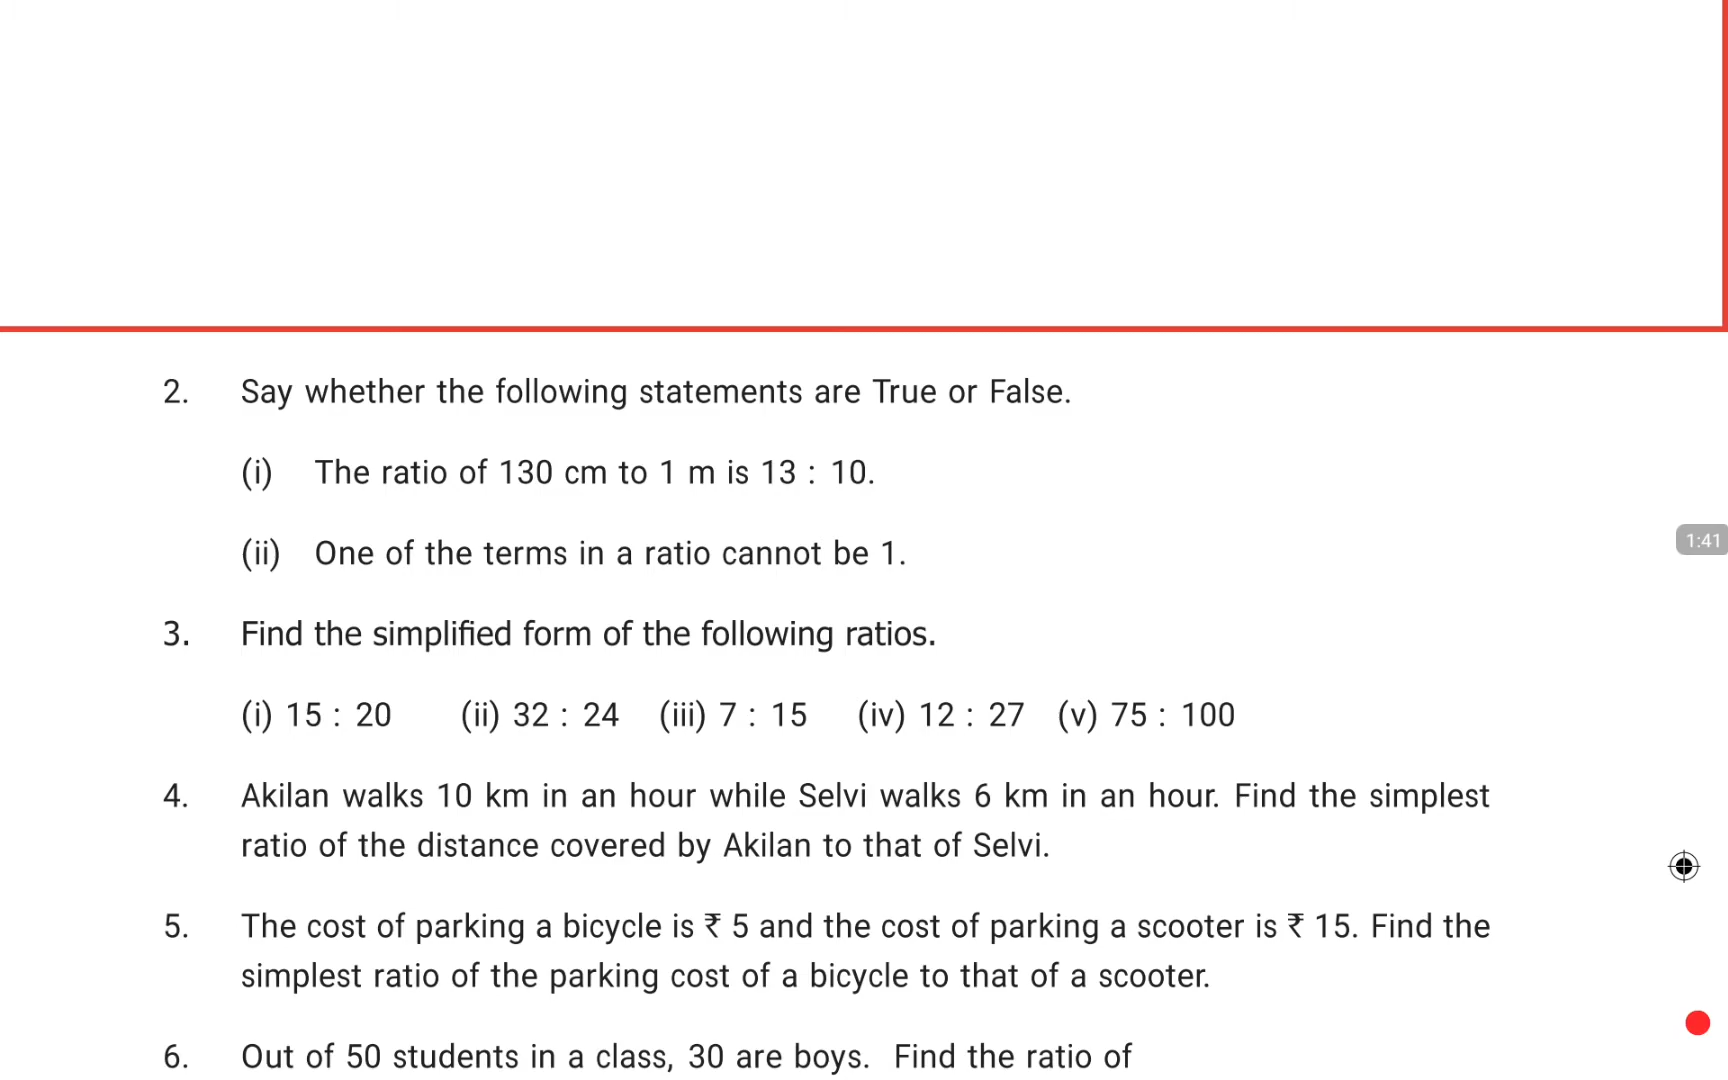 2. Say whether the following statements are True or False.
(i) The ratio of 130 cm to 1 m is 13 : 10.
(ii) One of the terms in a ratio cannot be 1.
1:41
3. Find the simplified form of the following ratios.
(i) 15 : 20 (ii) 32 : 24 (iii) 7 : 15 (iv) 12 : 27 (v) 75 : 100
4. Akilan walks 10 km in an hour while Selvi walks 6 km in an hour. Find the simplest
ratio of the distance covered by Akilan to that of Selvi.
5. The cost of parking a bicycle is ₹ 5 and the cost of parking a scooter is ₹ 15. Find the
simplest ratio of the parking cost of a bicycle to that of a scooter.
6. Out of 50 students in a class, 30 are boys. Find the ratio of